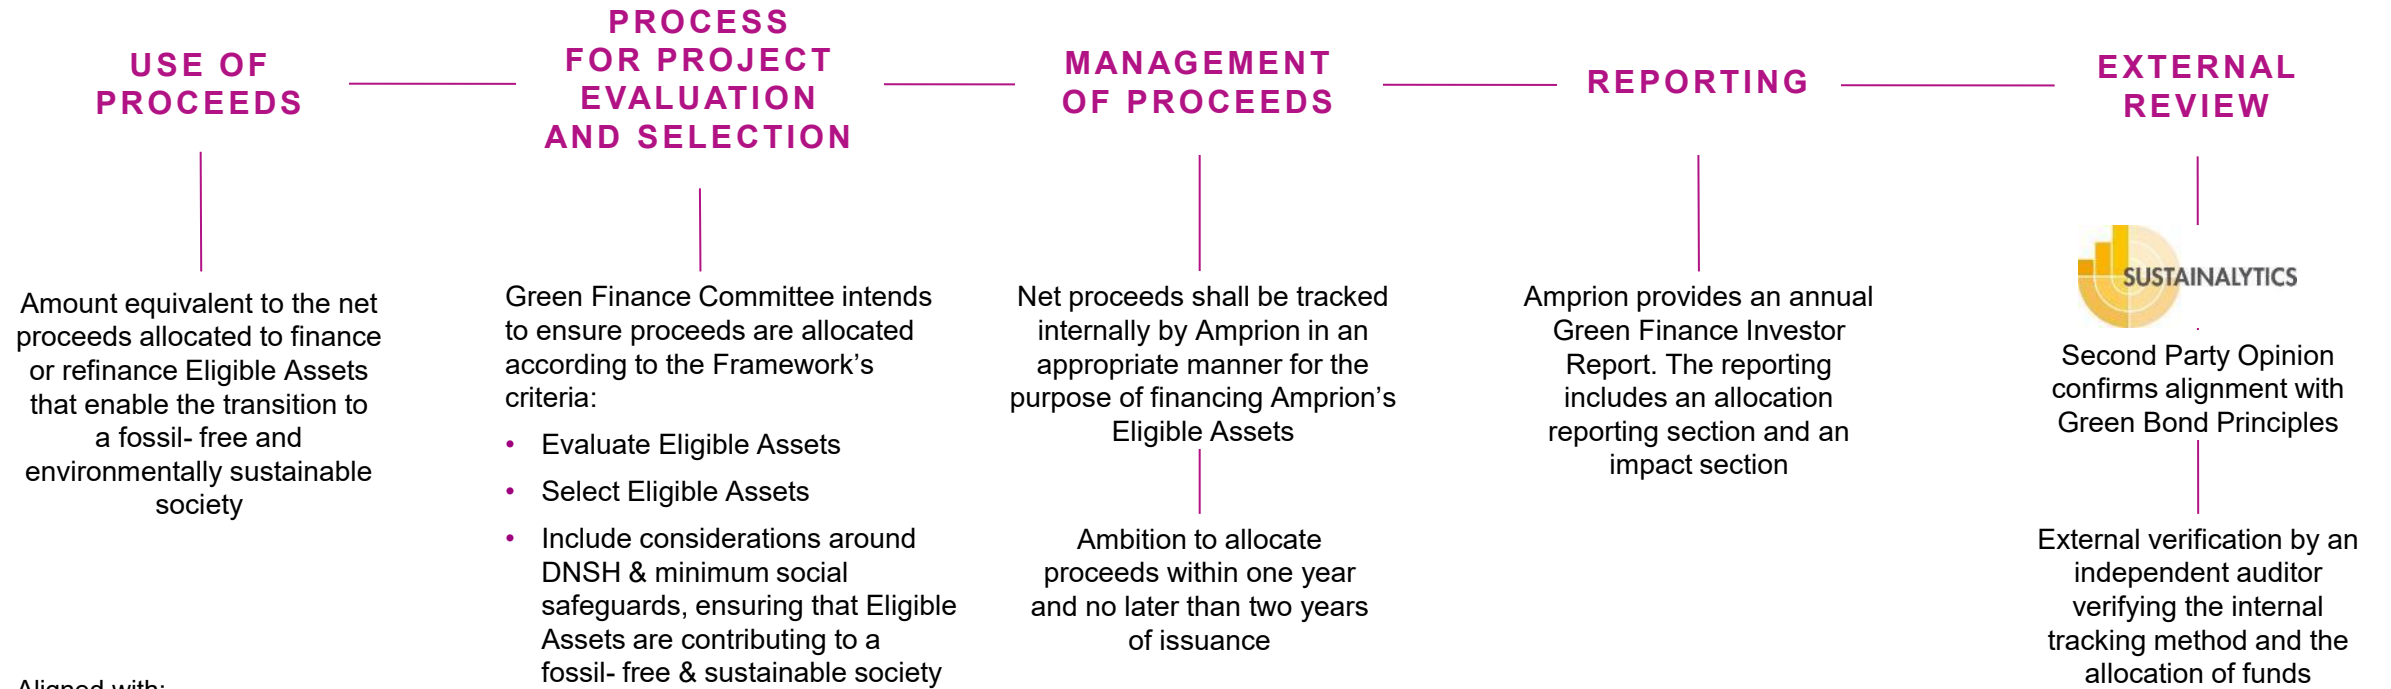 USE OF
PROCEEDS
Amount equivalent to the net
proceeds allocated to finance
or refinance Eligible Assets
that enable the transition to
a fossil- free and
environmentally sustainable
society
PROCESS
FOR PROJECT
EVALUATION
AND SELECTION
Green Finance Committee intends
to ensure proceeds are allocated
according to the Framework’s
criteria:
• Evaluate Eligible Assets
• Select Eligible Assets
• Include considerations around
DNSH & minimum social
safeguards, ensuring that Eligible
Assets are contributing to a
fossil- free & sustainable society
MANAGEMENT
OF PROCEEDS
Net proceeds shall be tracked
internally by Amprion in an
appropriate manner for the
purpose of financing Amprion’s
Eligible Assets
Ambition to allocate
proceeds within one year
and no later than two years
of issuance
REPORTING
Amprion provides an annual
Green Finance Investor
Report. The reporting
includes an allocation
reporting section and an
impact section
EXTERNAL
REVIEW
SUSTAINALYTICS
Second Party Opinion
confirms alignment with
Green Bond Principles
External verification by an
independent auditor
verifying the internal
tracking method and the
allocation of funds
Aligned with: